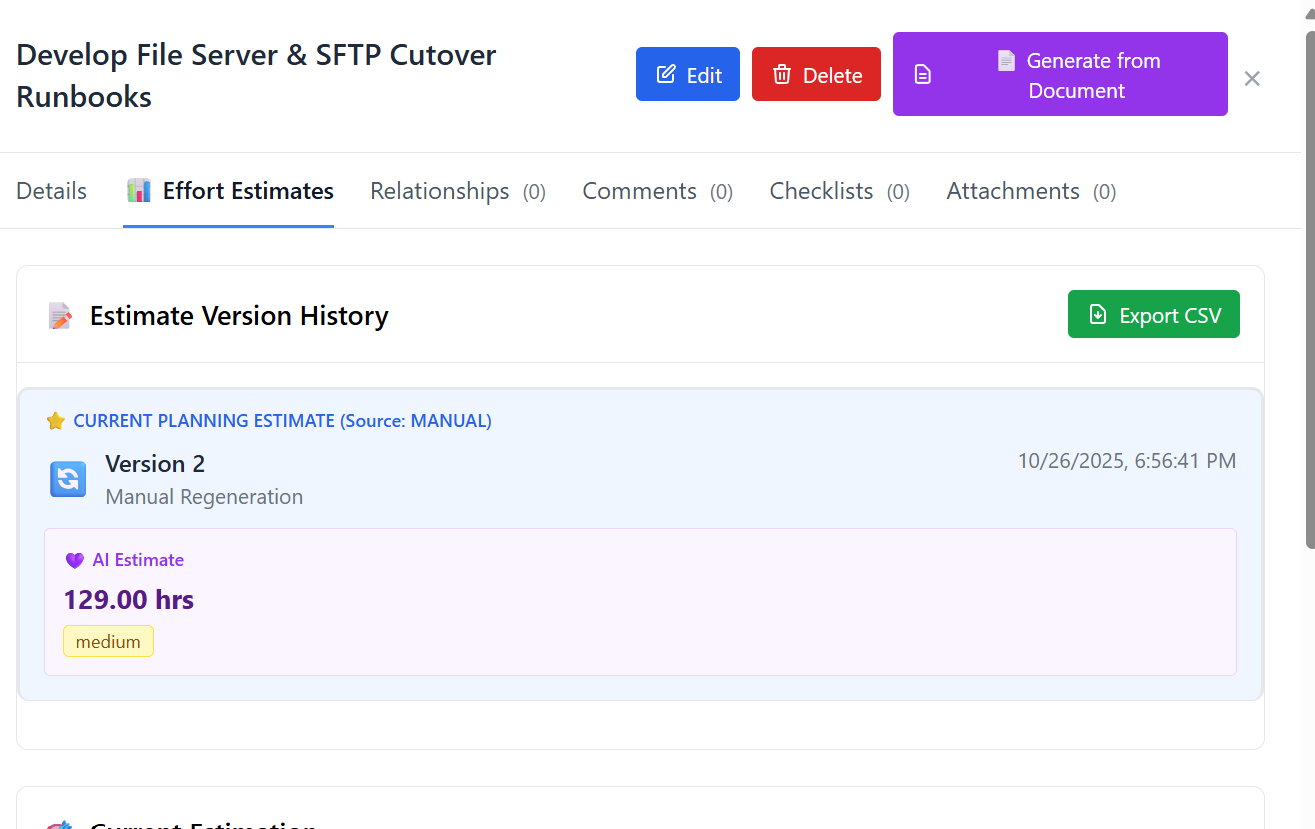 Develop File Server & SFTP Cutover
Runbooks
Edit
Delete
Generate from
Document
Details
Effort Estimates
Relationships (0)
Comments (0)
Checklists (0)
Attachments (0)
Estimate Version History
Export CSV
CURRENT PLANNING ESTIMATE (Source: MANUAL)
Version 2
10/26/2025, 6:56:41 PM
Manual Regeneration
AI Estimate
129.00 hrs
medium
Current Estimation